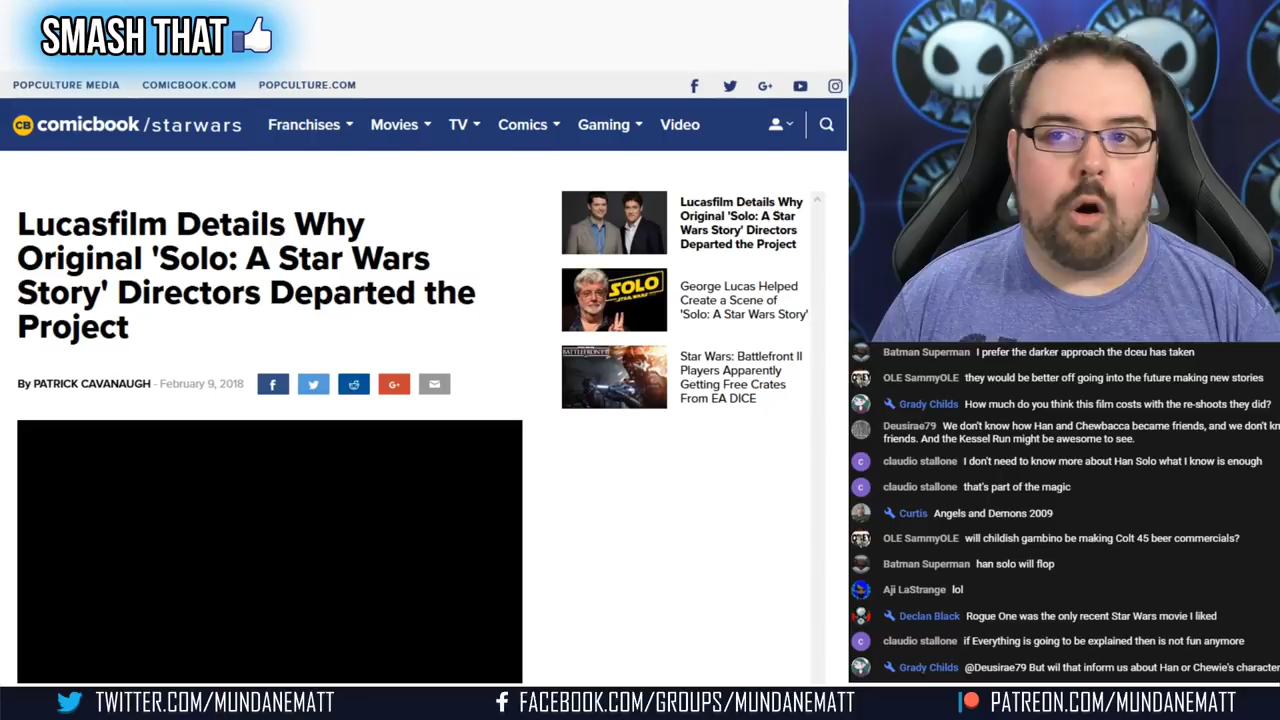 SMASH THAT
POPCULTURE MEDIA COMICBOOK.COM POPCULTURE.COM
CB comicbook/starwars Franchises Movies TV Comics Gaming Video
Lucasfilm Details Why
Original 'Solo: A Star Wars
Story' Directors Departed the
Project
By PATRICK CAVANAUGH - February 9, 2018
Lucasfilm Details Why
Original 'Solo: A Star
Wars Story' Directors
Departed the Project
SOLO
George Lucas Helped
Create a Scene of
'Solo: A Star Wars Story'
BATTLEFRONT II
Star Wars: Battlefront II
Players Apparently
Getting Free Crates
From EA DICE
MUNDANE
MATT
Batman Superman I prefer the darker approach the dceu has taken
OLE SammyOLE they would be better off going into the future making new stories
Grady Childs How much do you think this film costs with the re-shoots they did?
Deusirae79 We don't know how Han and Chewbacca became friends, and we don't
friends. And the Kessel Run might be awesome to see.
claudio stallone I don't need to know more about Han Solo what I know is enough
claudio stallone that's part of the magic
Curtis Angels and Demons 2009
OLE SammyOLE will childish gambino be making Colt 45 beer commercials?
Batman Superman han solo will flop
Aji LaStrange lol
Declan Black Rogue One was the only recent Star Wars movie I liked
claudio stallone if Everything is going to be explained then is not fun anymore
Grady Childs @Deusirae79 But wil that inform us about Han or Chewie's character
TWITTER.COM/MUNDANEMATT FACEBOOK.COM/GROUPS/MUNDANEMATT PATREON.COM/MUNDANEMATT